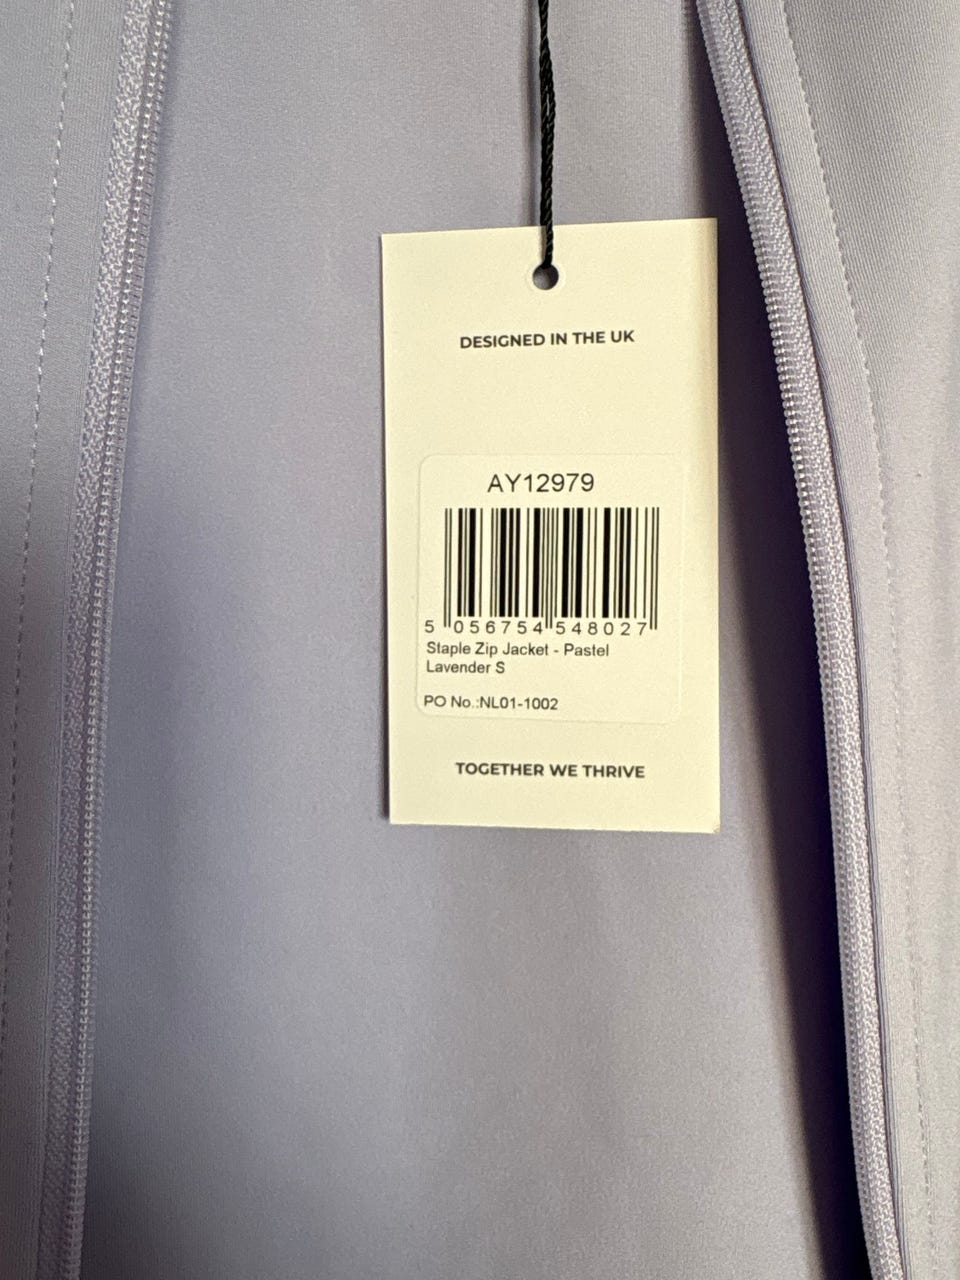 DESIGNED IN THE UK
AY12979
5 056754 548027
Staple Zip Jacket - Pastel
Lavender S
PO No.:NL01-1002
TOGETHER WE THRIVE